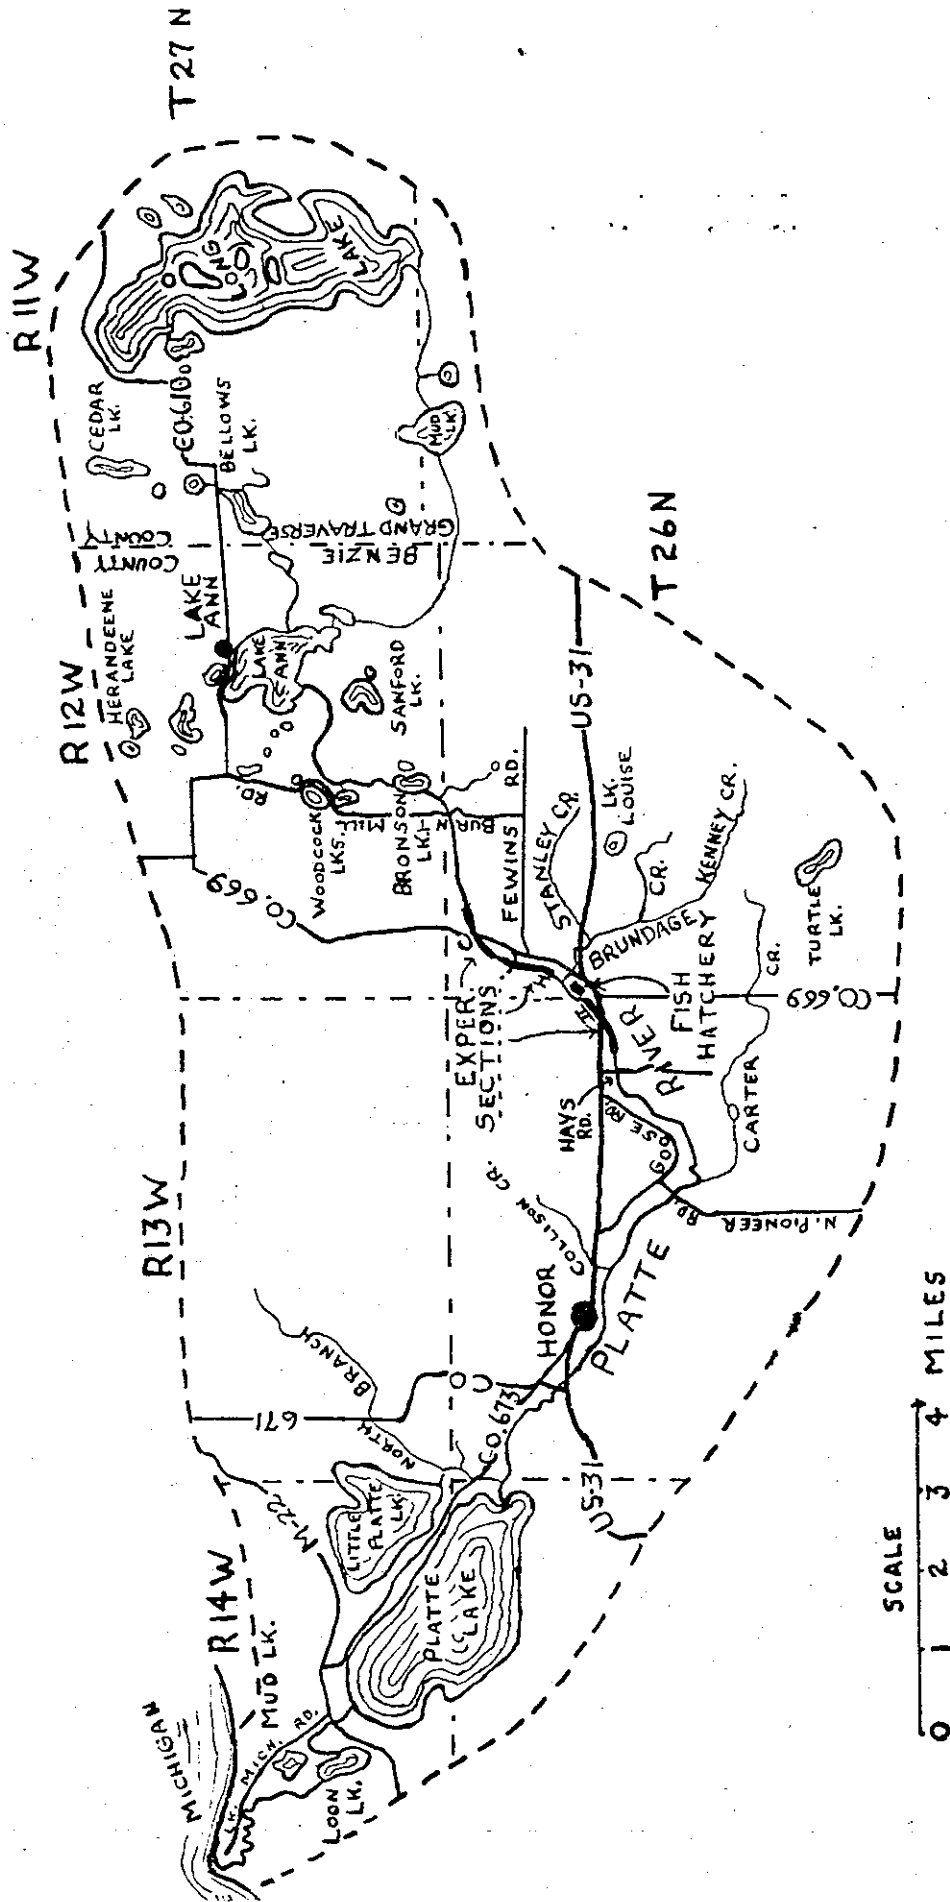 MICHIGAN
R14W
R13W
R12W
R11W
T27N
T26N
MUD LK.
LK. MICH. RD.
LOON
LK.
M-22
LITTLE
PLATTE
LK.
PLATTE
LAKE
NORTH BRANCH
671
CO.
CO. 673
US-31
HONOR
PLATTE RIVER
COLLISON CR.
HAYS
RD.
GOOSE RD.
N. PIONEER RD.
CARTER CR.
EXPER.
SECTIONS
C
H
II
FISH
HATCHERY
CO. 669
CO. 669
BRUNDAGE CR.
KENNEY CR.
STANLEY CR.
LK.
LOUISE
TURTLE
LK.
US-31
FEWINS RD.
BURNT MILL RD.
BRONSON
LK.
WOODCOCK
LKS.
SANFORD
LK.
HERANDEENE
LAKE
LAKE
ANN
LAKE
ANN
BENZIE COUNTY
GRAND TRAVERSE COUNTY
CEDAR
LK.
CO. 610
BELLOWS
LK.
MUD
LK.
LONG
LAKE
SCALE
0 1 2 3 4 MILES